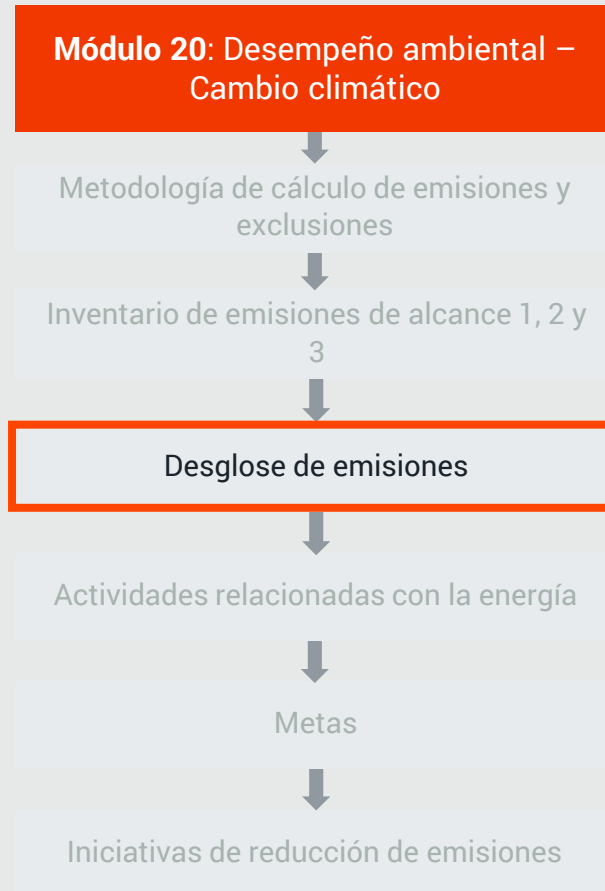 Módulo 20: Desempeño ambiental –
Cambio climático
Metodología de cálculo de emisiones y
exclusiones
Inventario de emisiones de alcance 1, 2 y
3
Desglose de emisiones
Actividades relacionadas con la energía
Metas
Iniciativas de reducción de emisiones